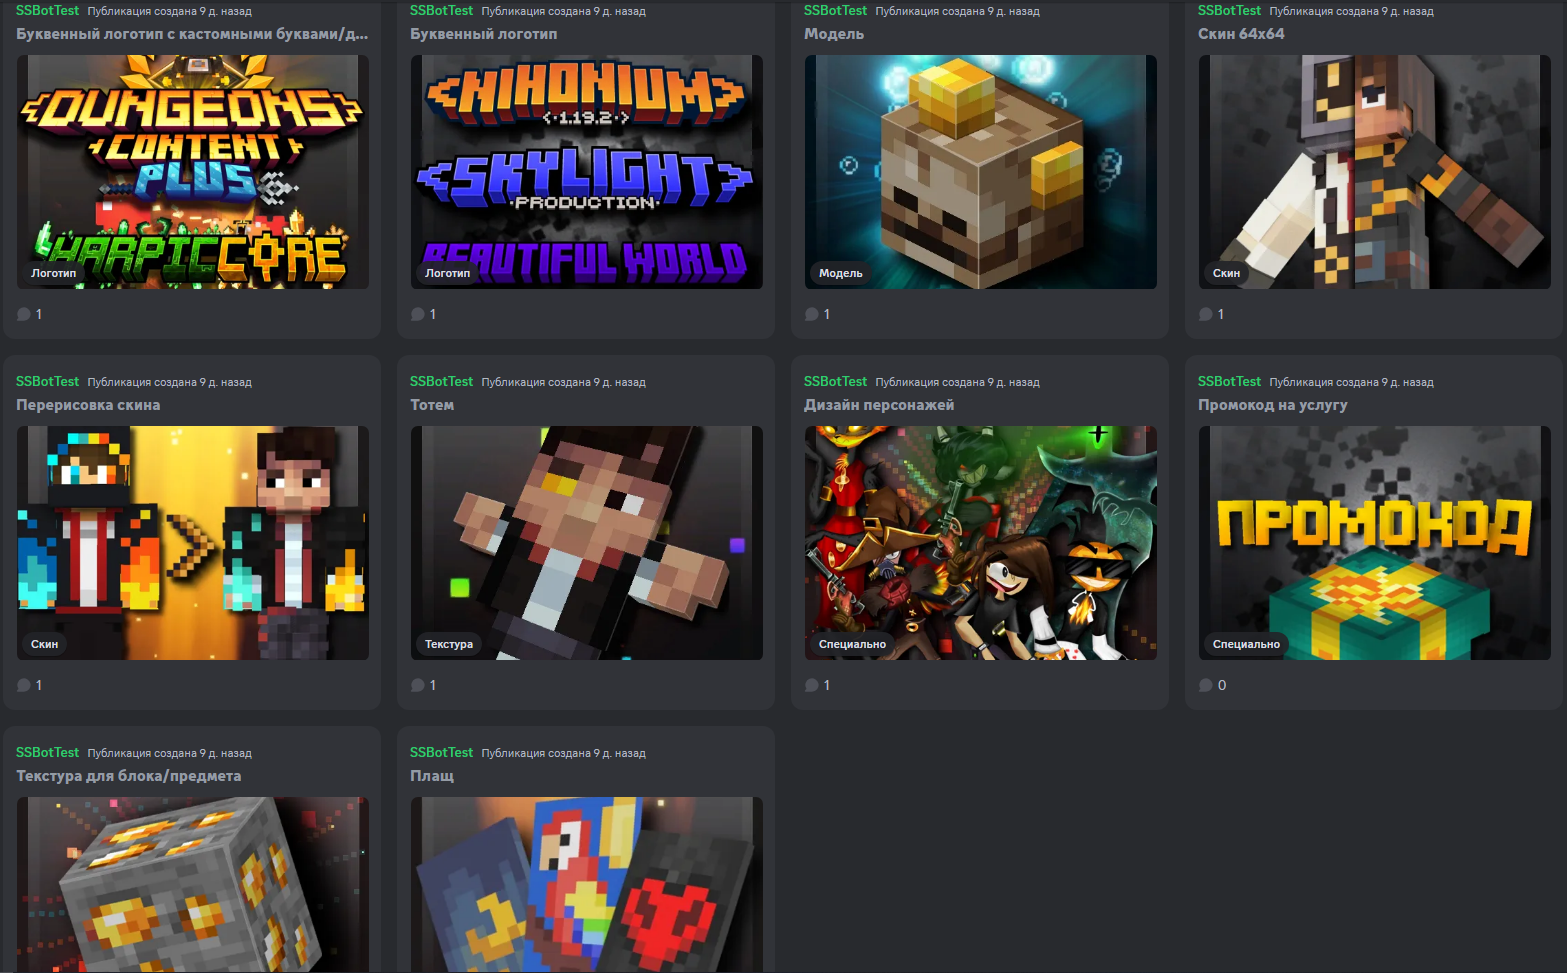 SSBotTest Публикация создана 9 д. назад
Буквенный логотип с кастомными буквами/д...
DUNGEONS
CONTENT
PLUS
HARPICCORE
Логотип
1
SSBotTest Публикация создана 9 д. назад
Буквенный логотип
NIHONIUM
1.19.2
SKYLIGHT
PRODUCTION
BEAUTIFUL WORLD
Логотип
1
SSBotTest Публикация создана 9 д. назад
Модель
Модель
1
SSBotTest Публикация создана 9 д. назад
Скин 64x64
Скин
1
SSBotTest Публикация создана 9 д. назад
Перерисовка скина
Скин
1
SSBotTest Публикация создана 9 д. назад
Тотем
Текстура
1
SSBotTest Публикация создана 9 д. назад
Дизайн персонажей
Специально
1
SSBotTest Публикация создана 9 д. назад
Промокод на услугу
ПРОМОКОД
Специально
0
SSBotTest Публикация создана 9 д. назад
Текстура для блока/предмета
SSBotTest Публикация создана 9 д. назад
Плащ